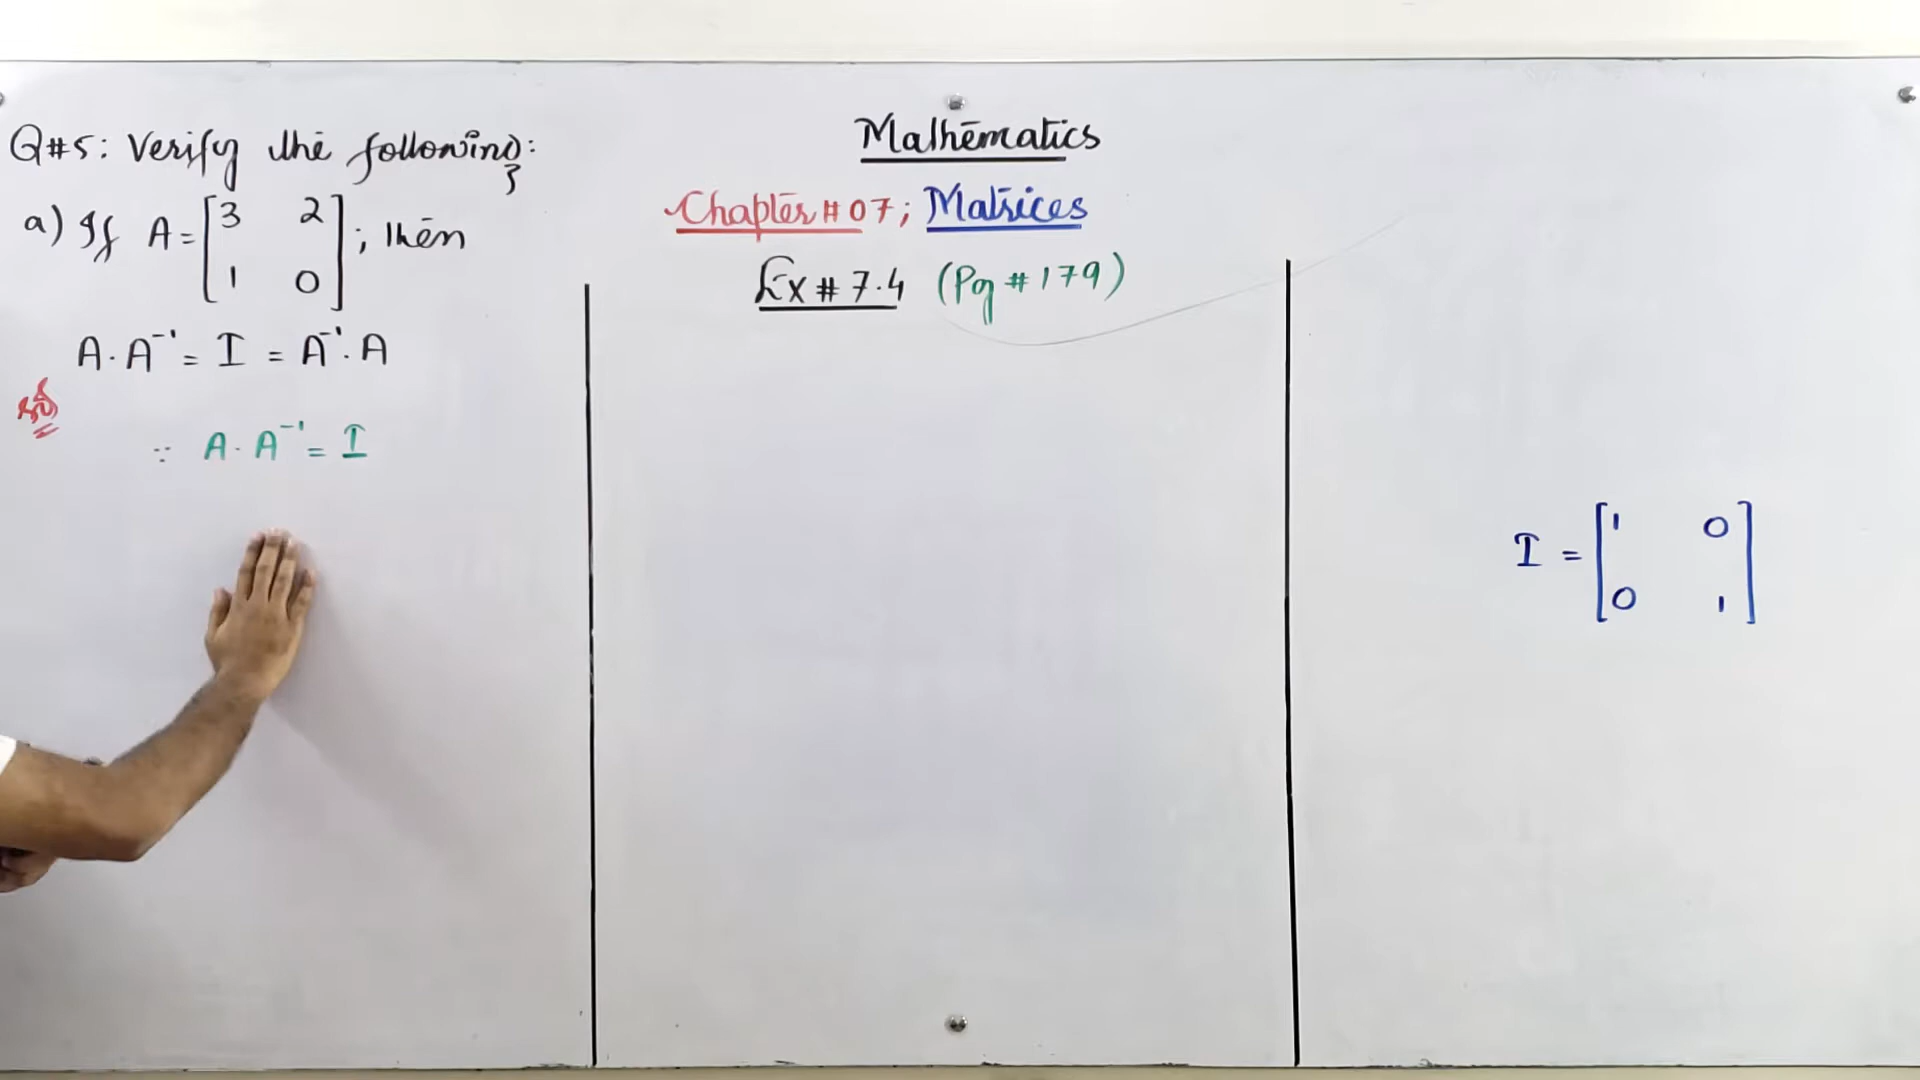 Mathematics
Chapter # 07; Matrices
Ex # 7.4 (Pg # 179)
Q#5: Verify the following:
a) If A = [3 2
1 0]; then
A · A⁻¹ = I = A⁻¹ · A
Sol
∵ A · A⁻¹ = I
I = [1 0
0 1]